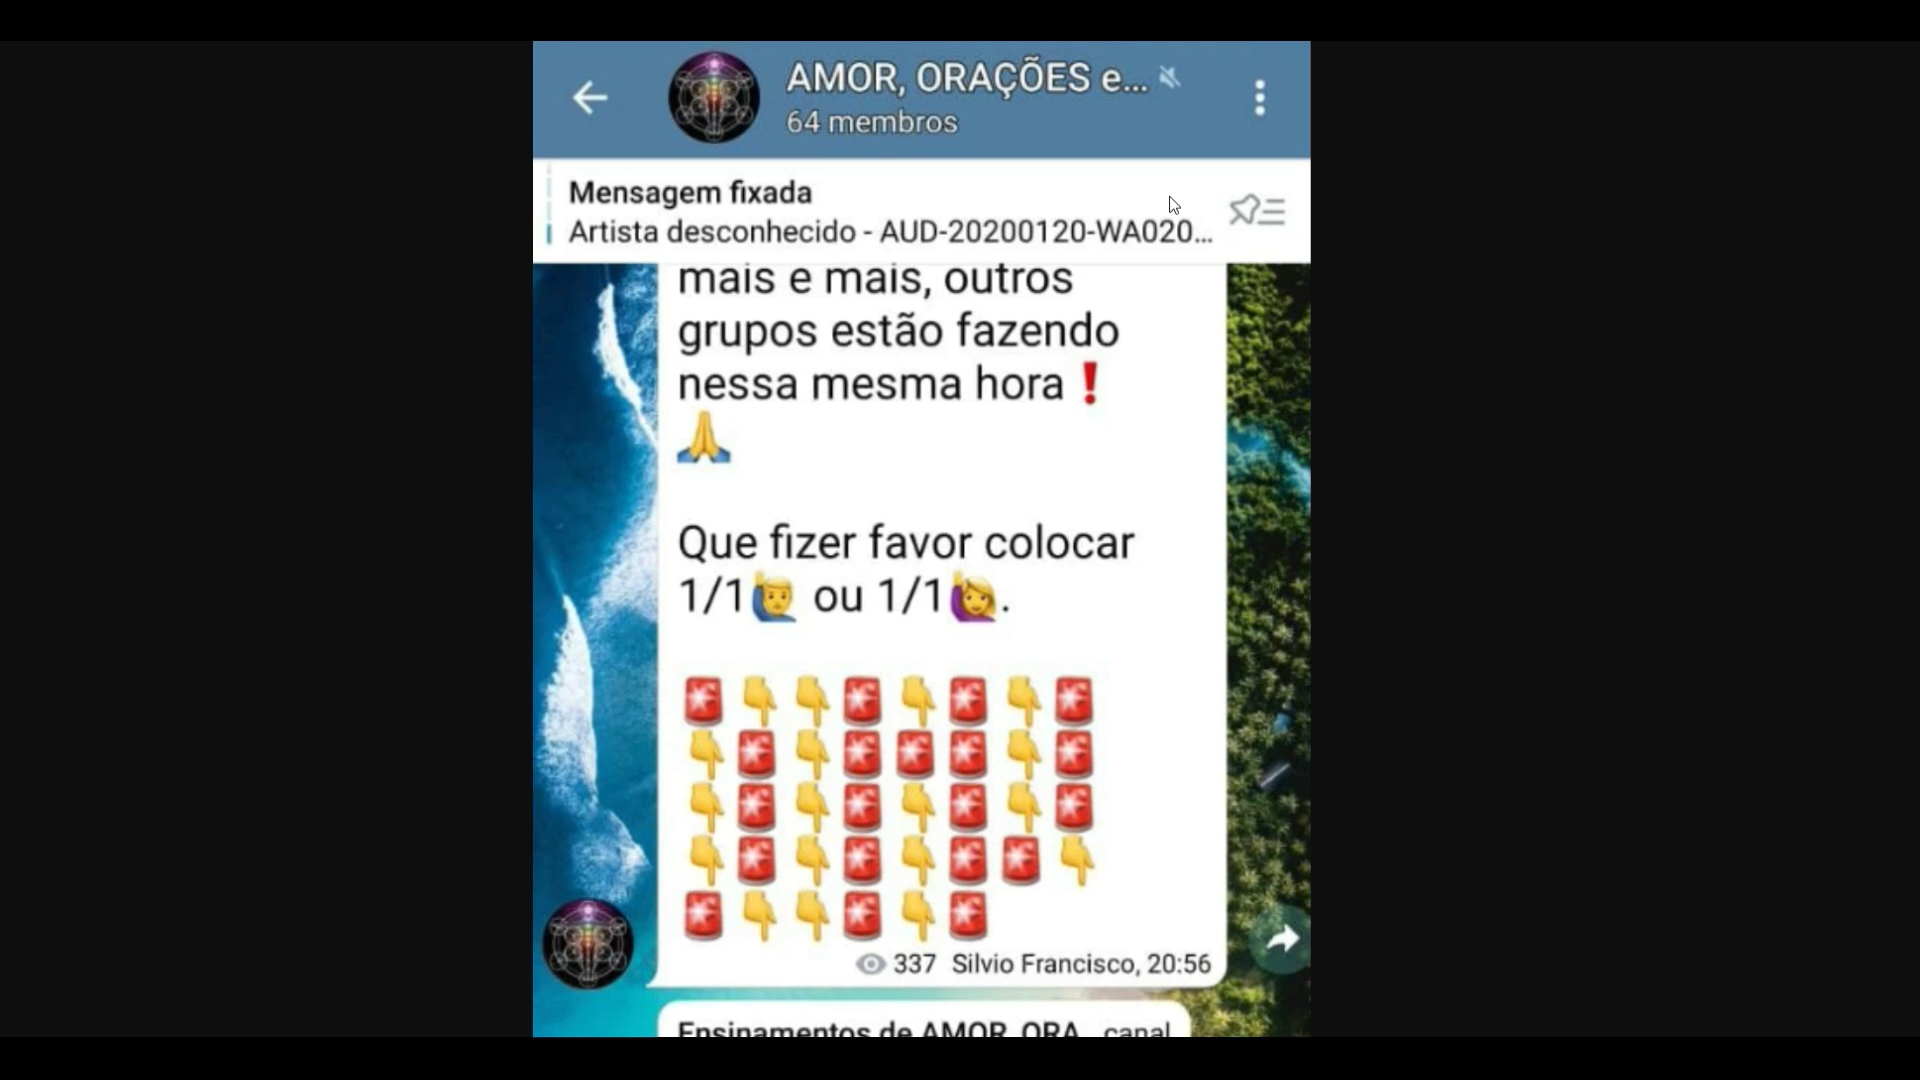 AMOR, ORAÇÕES e...
64 membros
Mensagem fixada
Artista desconhecido - AUD-20200120-WA020...
mais e mais, outros
grupos estão fazendo
nessa mesma hora❗
🙏
Que fizer favor colocar
1/1🙋‍♂️ ou 1/1🙋‍♀️.
🚨👇👇🚨👇🚨👇🚨
👇🚨👇🚨🚨🚨👇🚨
👇🚨👇🚨👇🚨👇🚨
👇🚨👇🚨👇🚨🚨👇
🚨👇👇🚨👇🚨
337 Silvio Francisco, 20:56
Ensinamentos de AMOR, ORA... canal